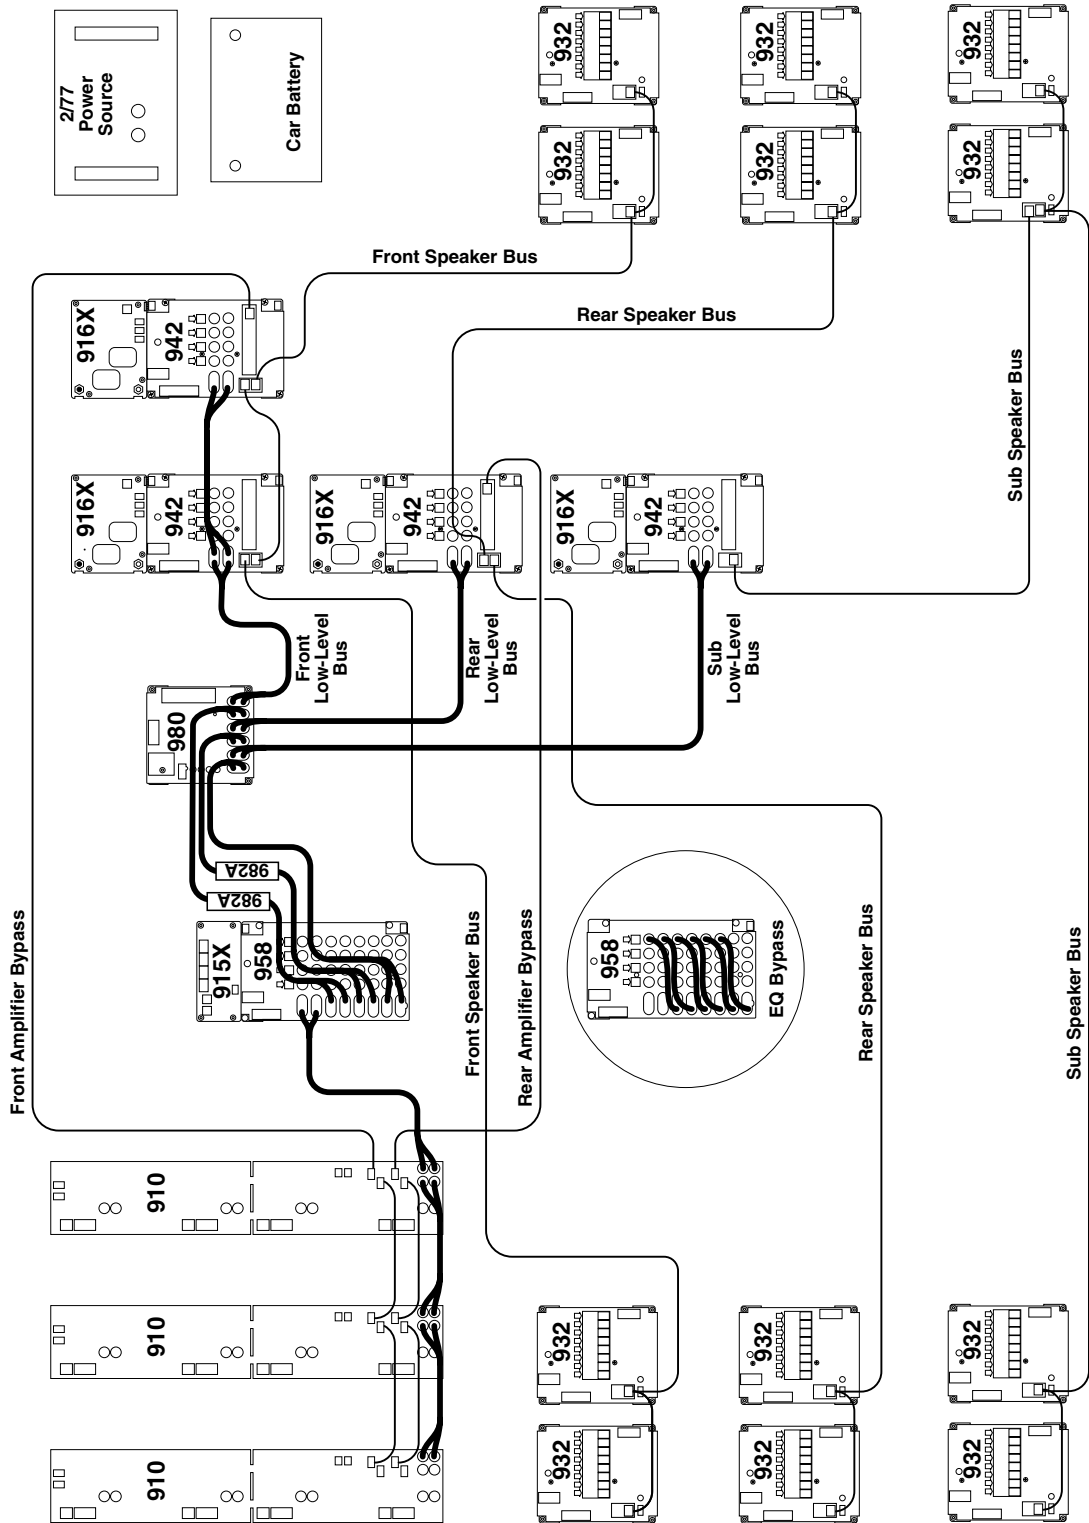 Front Amplifier Bypass
2/77
Power
Source
916X
916X
910
910
910
980
942
942
915X
982A
982A
958
Car Battery
Front
Low-Level
Bus
916X
942
Front Speaker Bus
Front Speaker Bus
Rear
Low-Level
Bus
Rear Amplifier Bypass
932
932
932
932
916X
958
942
Rear Speaker Bus
Sub
Low-Level
Bus
EQ Bypass
932
932
932
932
Rear Speaker Bus
932
932
932
932
Sub Speaker Bus
Sub Speaker Bus